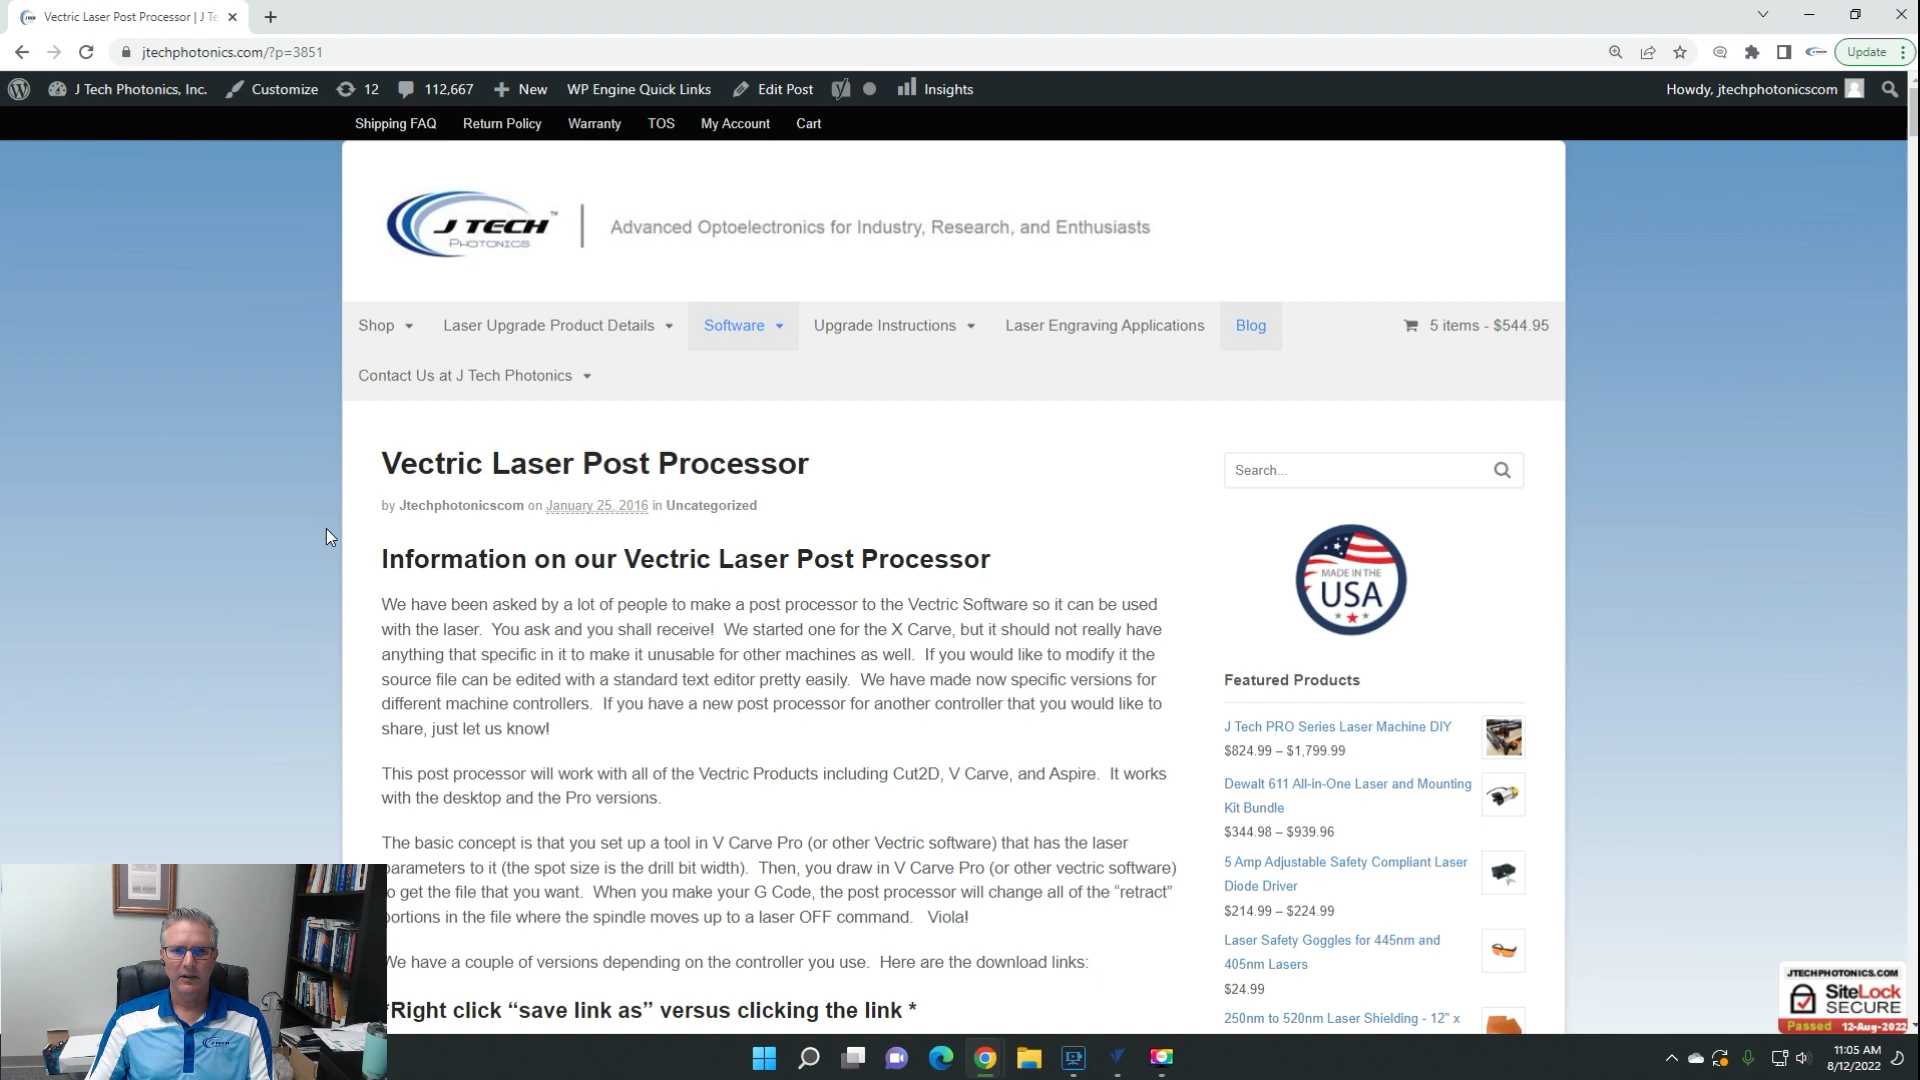 Vectric Laser Post Processor | J Te
jtechphotonics.com/?p=3851
Update
J Tech Photonics, Inc. Customize 12 112,667 New WP Engine Quick Links Edit Post Insights Howdy, jtechphotonicscom
Shipping FAQ Return Policy Warranty TOS My Account Cart
J TECH™
PHOTONICS
Advanced Optoelectronics for Industry, Research, and Enthusiasts
Shop Laser Upgrade Product Details Software Upgrade Instructions Laser Engraving Applications Blog 5 items - $544.95
Contact Us at J Tech Photonics
Vectric Laser Post Processor
by Jtechphotonicscom on January 25, 2016 in Uncategorized
Information on our Vectric Laser Post Processor
We have been asked by a lot of people to make a post processor to the Vectric Software so it can be used
with the laser. You ask and you shall receive! We started one for the X Carve, but it should not really have
anything that specific in it to make it unusable for other machines as well. If you would like to modify it the
source file can be edited with a standard text editor pretty easily. We have made now specific versions for
different machine controllers. If you have a new post processor for another controller that you would like to
share, just let us know!
This post processor will work with all of the Vectric Products including Cut2D, V Carve, and Aspire. It works
with the desktop and the Pro versions.
The basic concept is that you set up a tool in V Carve Pro (or other Vectric software) that has the laser
parameters to it (the spot size is the drill bit width). Then, you draw in V Carve Pro (or other vectric software)
to get the file that you want. When you make your G Code, the post processor will change all of the “retract”
portions in the file where the spindle moves up to a laser OFF command. Viola!
We have a couple of versions depending on the controller you use. Here are the download links:
*Right click “save link as” versus clicking the link *
Search...
MADE IN THE
USA
Featured Products
J Tech PRO Series Laser Machine DIY
$824.99 – $1,799.99
Dewalt 611 All-in-One Laser and Mounting
Kit Bundle
$344.98 – $939.96
5 Amp Adjustable Safety Compliant Laser
Diode Driver
$214.99 – $224.99
Laser Safety Goggles for 445nm and
405nm Lasers
$24.99
250nm to 520nm Laser Shielding - 12" x
JTECHPHOTONICS.COM
SiteLock
SECURE
Passed 12-Aug-2022
11:05 AM
8/12/2022